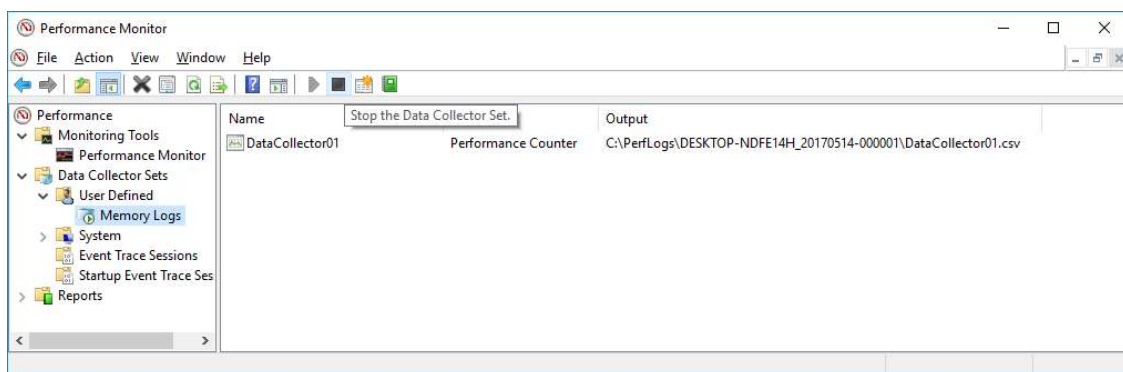 Performance Monitor
File Action View Window Help
Stop the Data Collector Set.
Performance
Monitoring Tools
Performance Monitor
Data Collector Sets
User Defined
Memory Logs
System
Event Trace Sessions
Startup Event Trace Ses
Reports
Name Output
DataCollector01 Performance Counter C:\PerfLogs\DESKTOP-NDFE14H_20170514-000001\DataCollector01.csv